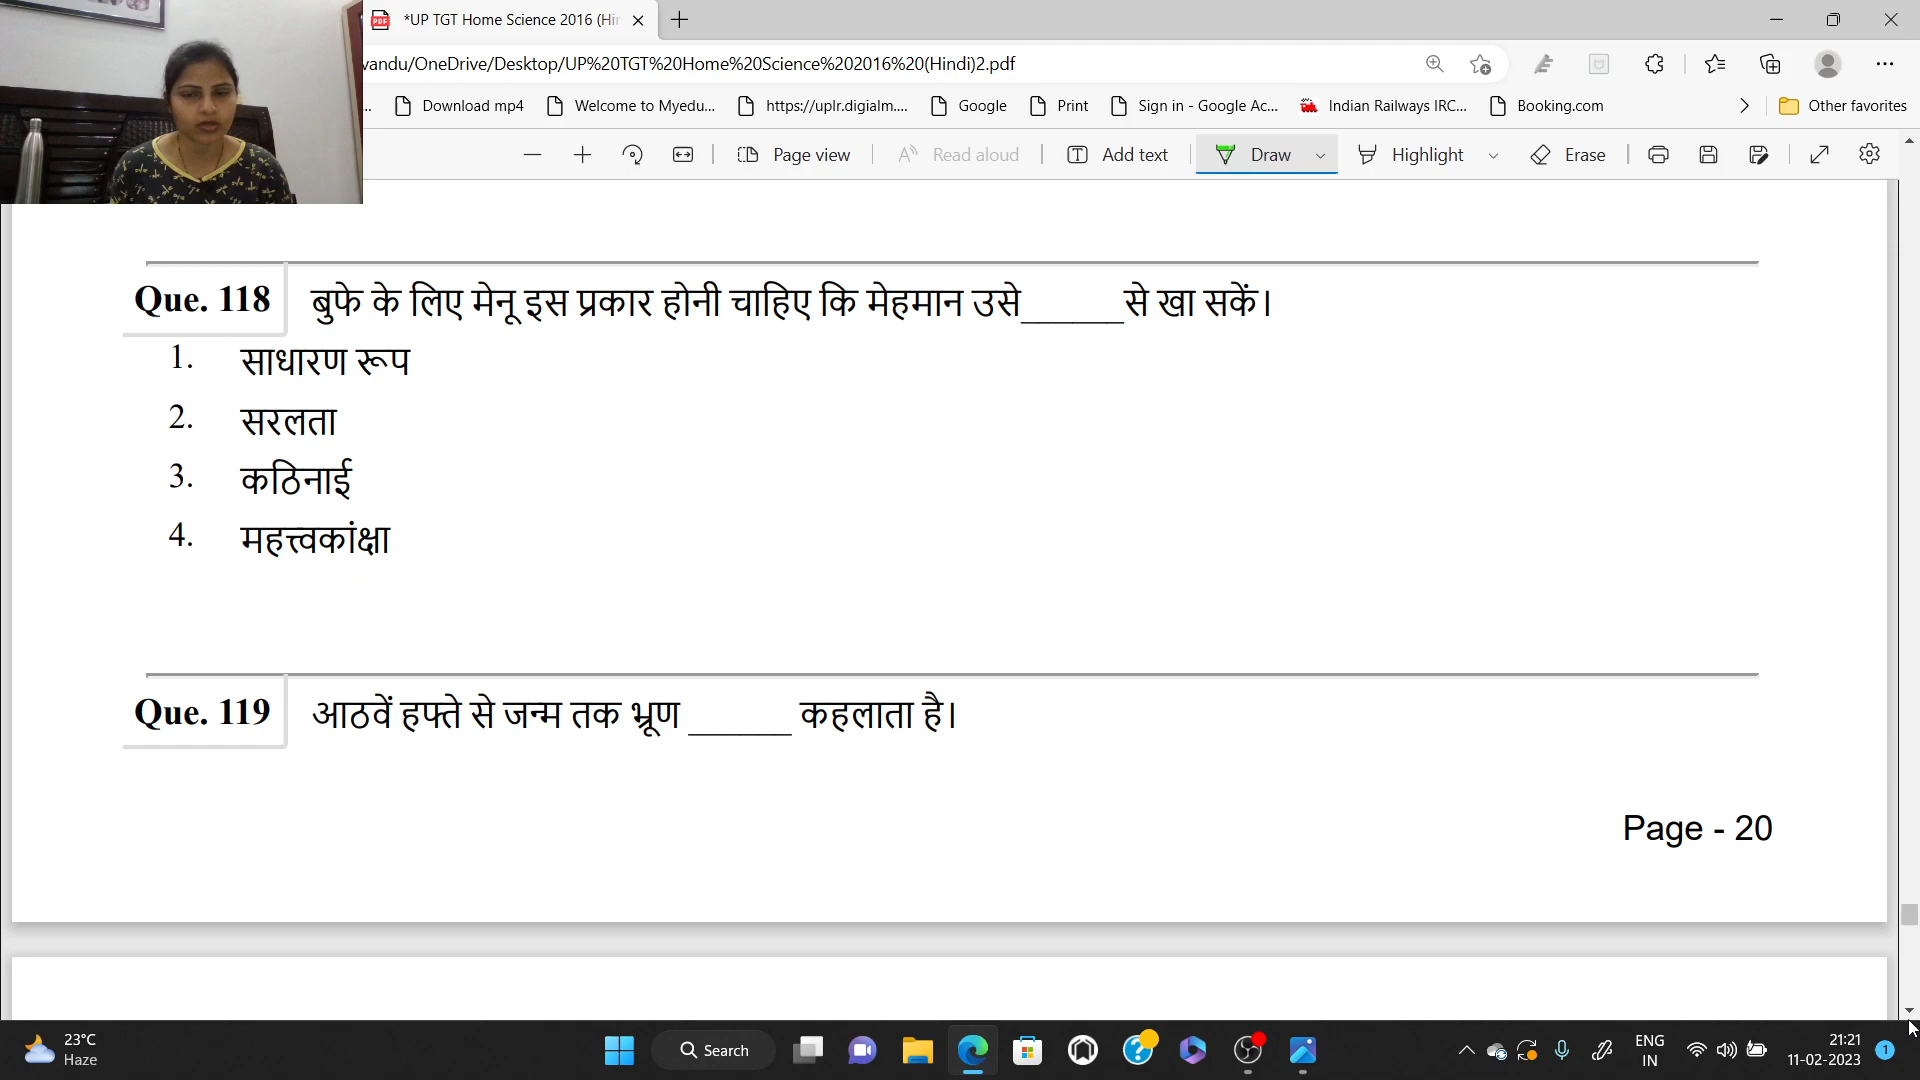 *UP TGT Home Science 2016 (Hin
vandu/OneDrive/Desktop/UP%20TGT%20Home%20Science%202016%20(Hindi)2.pdf
... Download mp4 Welcome to Myedu... https://uplr.digialm.... Google Print Sign in - Google Ac... Indian Railways IRC... Booking.com Other favorites
Page view Read aloud Add text Draw Highlight Erase
Que. 118 बुफे के लिए मेनू इस प्रकार होनी चाहिए कि मेहमान उसे______से खा सकें।
1. साधारण रूप
2. सरलता
3. कठिनाई
4. महत्त्वकांक्षा
Que. 119 आठवें हफ्ते से जन्म तक भ्रूण ______ कहलाता है।
Page - 20
23°C
Haze
Search
ENG
IN
21:21
11-02-2023
1